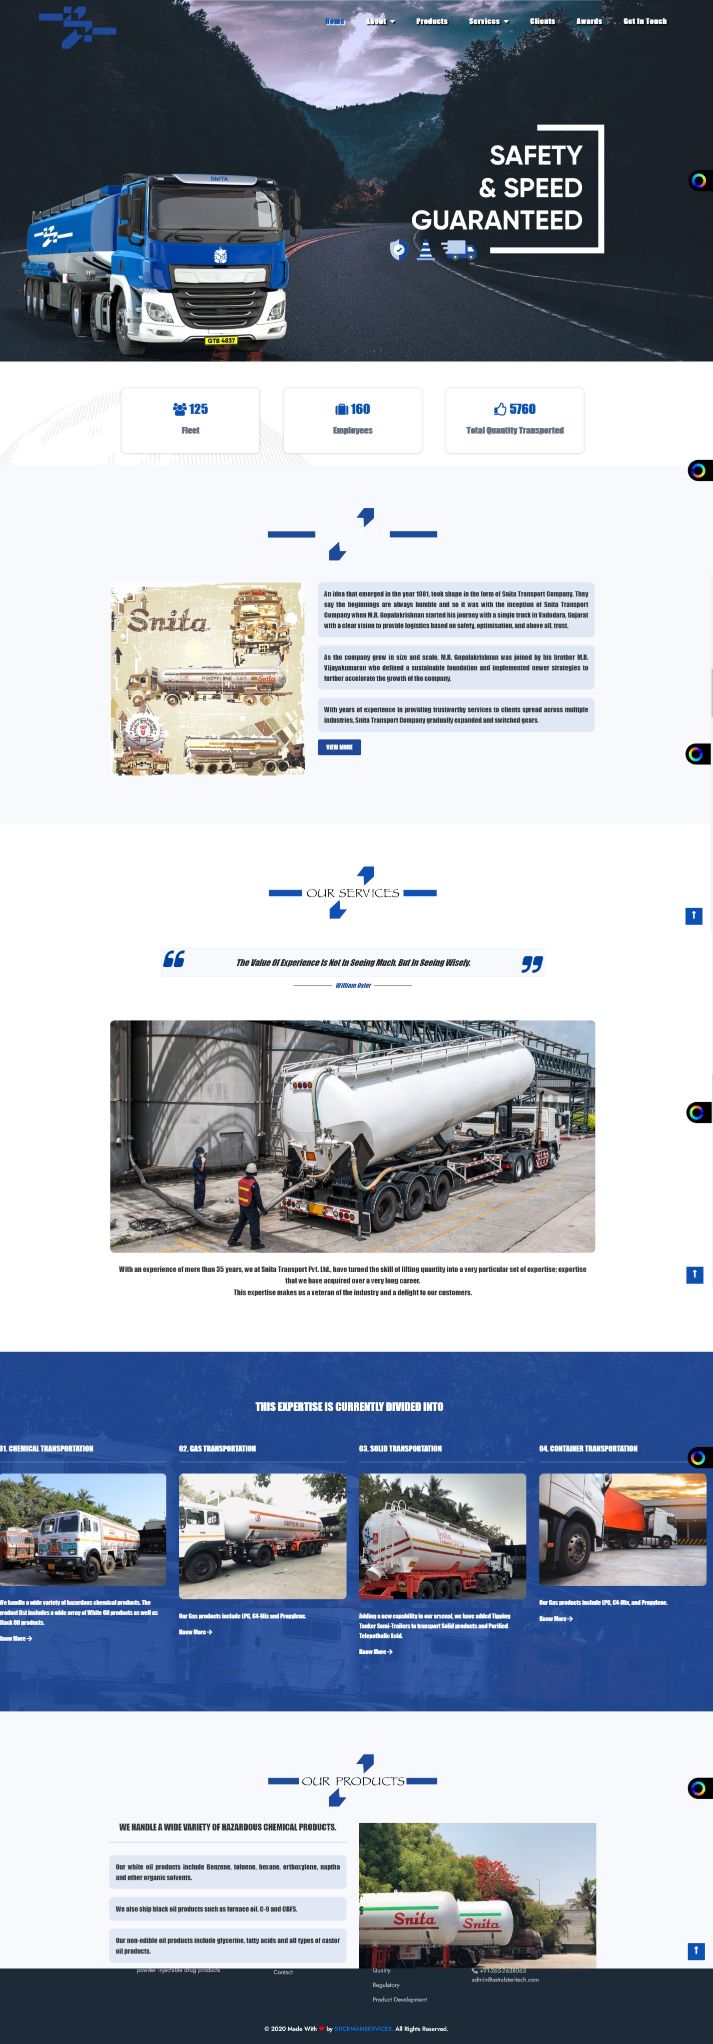 Home About Products Services Clients Awards Get In Touch
SAFETY
& SPEED
GUARANTEED
SNITA
GTB 4837
125
Fleet
160
Employees
5760
Total Quantity Transported
Snita
PROPYLENE GAS Snita
An idea that emerged in the year 1981, took shape in the form of Snita Transport Company. They
say the beginnings are always humble and so it was with the inception of Snita Transport
Company when M.R. Gopalakrishnan started his journey with a single truck in Vadodara, Gujarat
with a clear vision to provide logistics based on safety, optimisation, and above all, trust.
As the company grew in size and scale, M.R. Gopalakrishnan was joined by his brother M.R.
Vijayakumaran who defined a sustainable foundation and implemented newer strategies to
further accelerate the growth of the company.
With years of experience in providing trustworthy services to clients spread across multiple
industries, Snita Transport Company gradually expanded and switched gears.
VIEW MORE
OUR SERVICES
The Value Of Experience Is Not In Seeing Much, But In Seeing Wisely.
William Osler
With an experience of more than 35 years, we at Snita Transport Pvt. Ltd., have turned the skill of lifting quantity into a very particular set of expertise; expertise
that we have acquired over a very long career.
This expertise makes us a veteran of the industry and a delight to our customers.
THIS EXPERTISE IS CURRENTLY DIVIDED INTO
01. CHEMICAL TRANSPORTATION
We handle a wide variety of hazardous chemical products. The
product list includes a wide array of White Oil products as well as
Black Oil products.
Know More
02. GAS TRANSPORTATION
Our Gas products include LPG, C4-Mix and Propylene.
Know More
03. SOLID TRANSPORTATION
Adding a new capability in our arsenal, we have added Tipping
Tanker Semi-Trailers to transport Solid products and Purified
Telepathalic Acid.
Know More
04. CONTAINER TRANSPORTATION
Our Gas products include LPG, C4-Mix, and Propylene.
Know More
OUR PRODUCTS
WE HANDLE A WIDE VARIETY OF HAZARDOUS CHEMICAL PRODUCTS.
Our white oil products include Benzene, toluene, hexane, orthoxylene, naptha
and other organic solvents.
We also ship black oil products such as furnace oil, C-9 and CBFS.
Our non-edible oil products include glycerine, fatty acids and all types of castor
oil products.
Snita Snita
powder injectable drug products
Contact
Quality
Regulatory
Product Development
+91-265-2638063
admin@astralsteritech.com
© 2020 Made With ❤ by STICKMANSERVICES. All Rights Reserved.